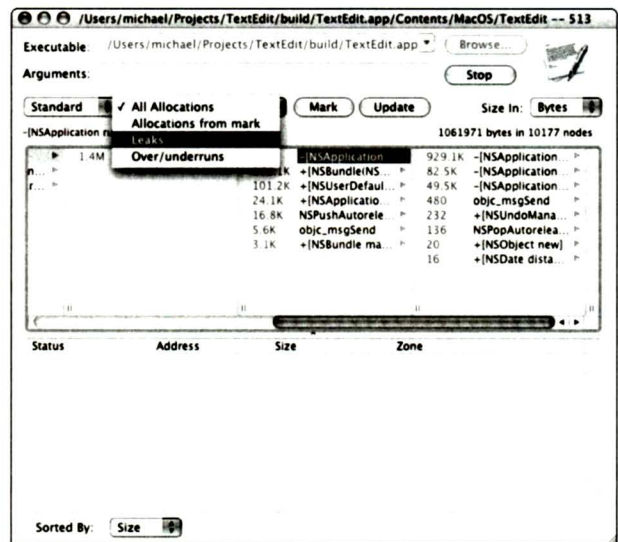 /Users/michael/Projects/TextEdit/build/TextEdit.app/Contents/MacOS/TextEdit -- 513
Executable: /Users/michael/Projects/TextEdit/build/TextEdit.app Browse...
Arguments: Stop
Standard ✓ All Allocations Mark Update Size In: Bytes
Allocations from mark
Leaks
Over/underruns
-[NSApplication 1061971 bytes in 10177 nodes
1.4M -[NSApplication 929.1K -[NSApplication...
n... +[NSBundle(NS... 82.5K -[NSApplication...
r... 101.2K +[NSUserDefaul... 49.5K -[NSApplication...
24.1K +[NSApplicatio... 480 objc_msgSend
16.8K NSPushAutorele... 232 +[NSUndoMana...
5.6K objc_msgSend 136 NSPopAutorelea...
3.1K +[NSBundle ma... 20 +[NSObject new]
16 +[NSDate dista...
Status Address Size Zone
Sorted By: Size